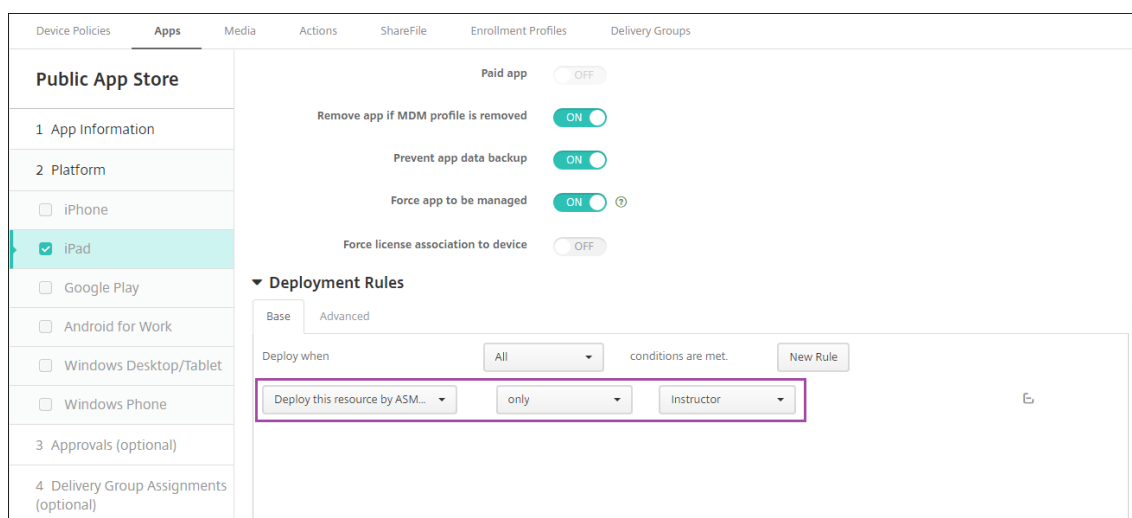 Device Policies Apps Media Actions ShareFile Enrollment Profiles Delivery Groups
Public App Store
1 App Information
2 Platform
iPhone
iPad
Google Play
Android for Work
Windows Desktop/Tablet
Windows Phone
3 Approvals (optional)
4 Delivery Group Assignments
(optional)
Paid app OFF
Remove app if MDM profile is removed ON
Prevent app data backup ON
Force app to be managed ON ?
Force license association to device OFF
Deployment Rules
Base Advanced
Deploy when All conditions are met. New Rule
Deploy this resource by ASM... only Instructor